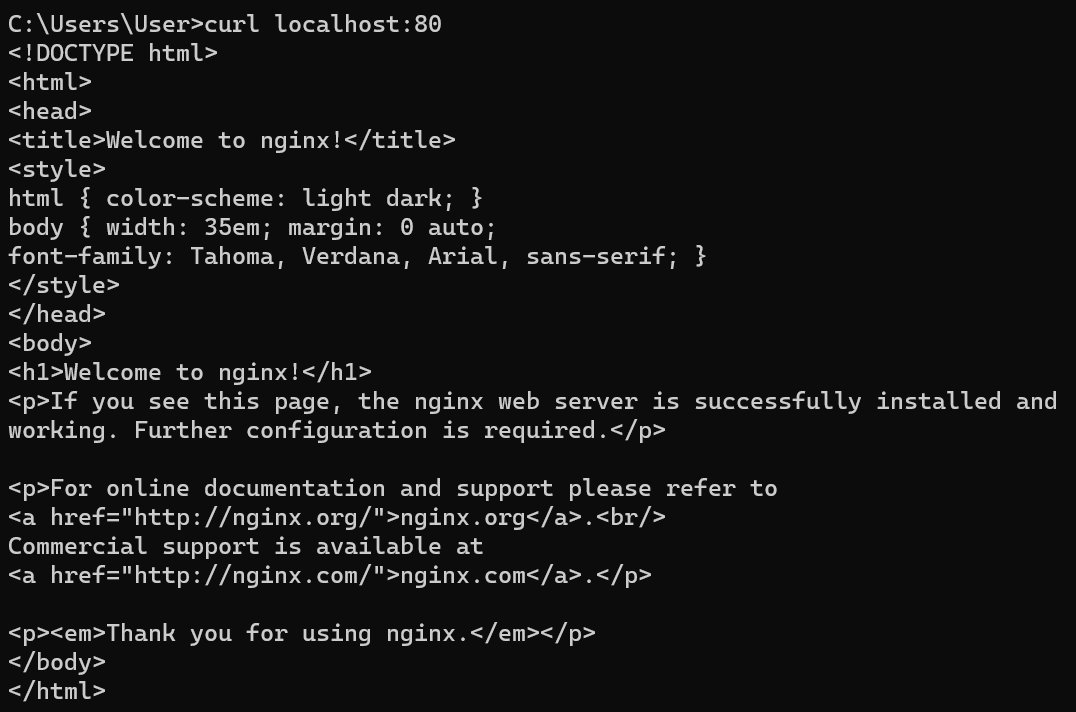 C:\Users\User>curl localhost:80
<!DOCTYPE html>
<html>
<head>
<title>Welcome to nginx!</title>
<style>
html { color-scheme: light dark; }
body { width: 35em; margin: 0 auto;
font-family: Tahoma, Verdana, Arial, sans-serif; }
</style>
</head>
<body>
<h1>Welcome to nginx!</h1>
<p>If you see this page, the nginx web server is successfully installed and
working. Further configuration is required.</p>

<p>For online documentation and support please refer to
<a href="http://nginx.org/">nginx.org</a>.<br/>
Commercial support is available at
<a href="http://nginx.com/">nginx.com</a>.</p>

<p><em>Thank you for using nginx.</em></p>
</body>
</html>